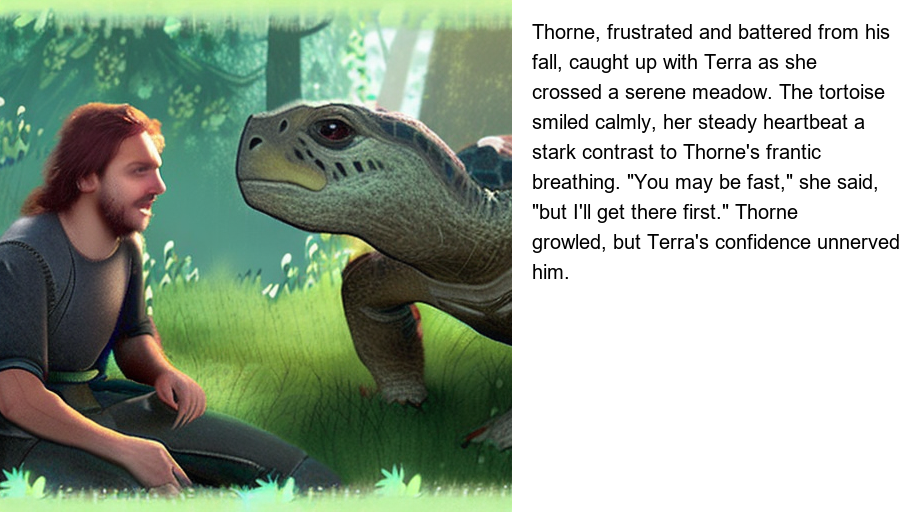 Thorne, frustrated and battered from his
fall, caught up with Terra as she
crossed a serene meadow. The tortoise
smiled calmly, her steady heartbeat a
stark contrast to Thorne's frantic
breathing. "You may be fast," she said,
"but I'll get there first." Thorne
growled, but Terra's confidence unnerved
him.